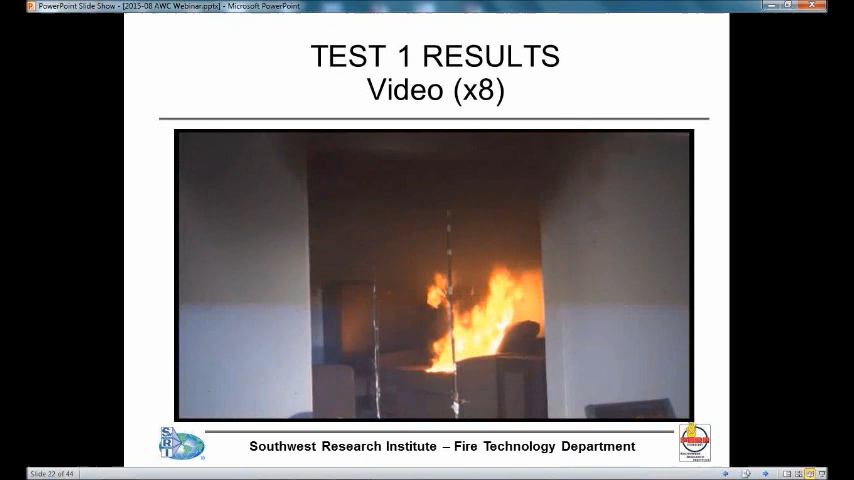 PowerPoint Slide Show - [2015-08 AWC Webinar.pptx] - Microsoft PowerPoint
TEST 1 RESULTS
Video (x8)
Southwest Research Institute – Fire Technology Department
SRI
Slide 22 of 44